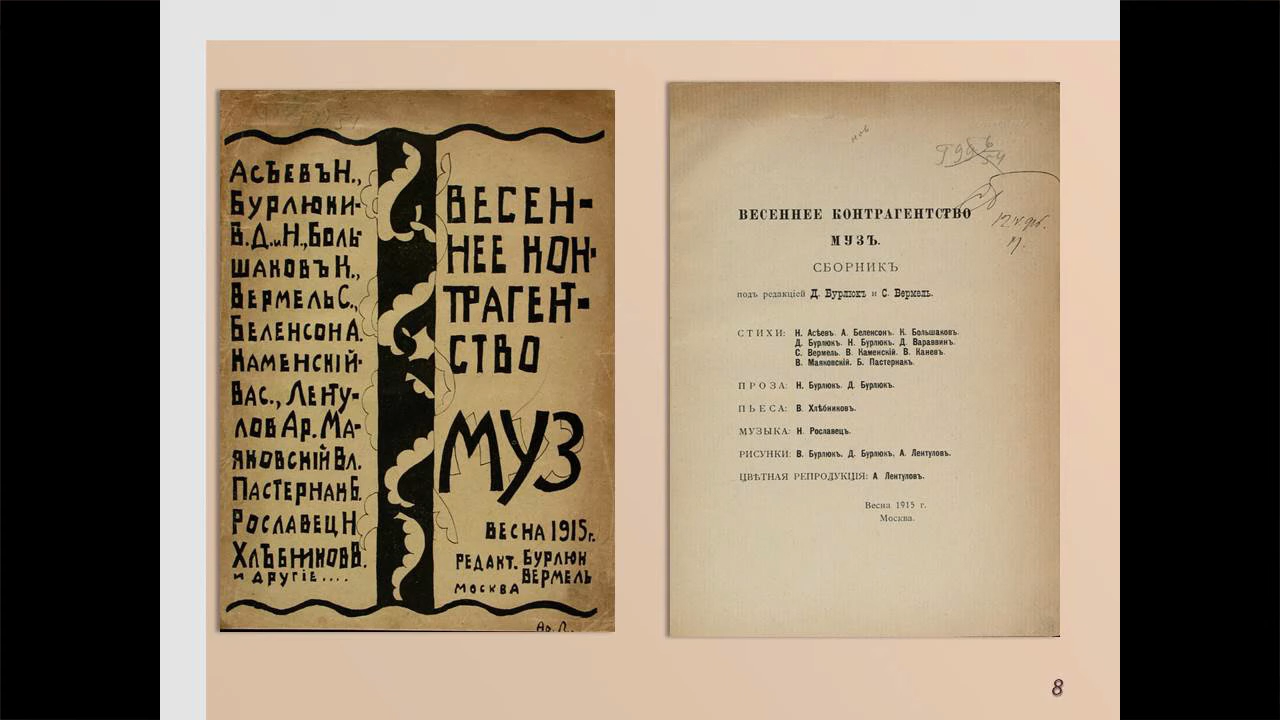 Асѣевъ Н.,
Бурлюки-
В. Д. и Н., Боль-
шаковъ К.,
Вермель С.,
Беленсон А.
Каменскій-
Вас., Ленту-
лов Ар. Ма-
яковскій Вл.
Пастернак Б.
Рославец Н
Хлѣбников В.
и другіе....
ВЕСЕН-
НЕЕ КОН-
ТРАГЕНТ-
СТВО
МУЗ
ВЕСНА 1915 г.
РЕДАКТ. БУРЛЮК
ВЕРМЕЛЬ
МОСКВА
Ар. Л.
ВЕСЕННЕЕ КОНТРАГЕНТСТВО
МУЗЪ.
СБОРНИКЪ
подъ редакціей Д. Бурлюкъ и С. Вермель.
СТИХИ: Н. Асѣевъ. А. Беленсонъ. К. Большаковъ.
Д. Бурлюкъ. Н. Бурлюкъ. Д. Вараввинъ.
С. Вермель. В. Каменскій. В. Каневъ.
В. Маяковскій. Б. Пастернакъ.
ПРОЗА: Н. Бурлюкъ. Д. Бурлюкъ.
ПЬЕСА: В. Хлѣбниковъ.
МУЗЫКА: Н. Рославецъ.
РИСУНКИ: В. Бурлюкъ. Д. Бурлюкъ, А. Лентуловъ.
ЦВѢТНАЯ РЕПРОДУКЦІЯ: А Лентуловъ.
Весна 1915 г.
Москва.
8